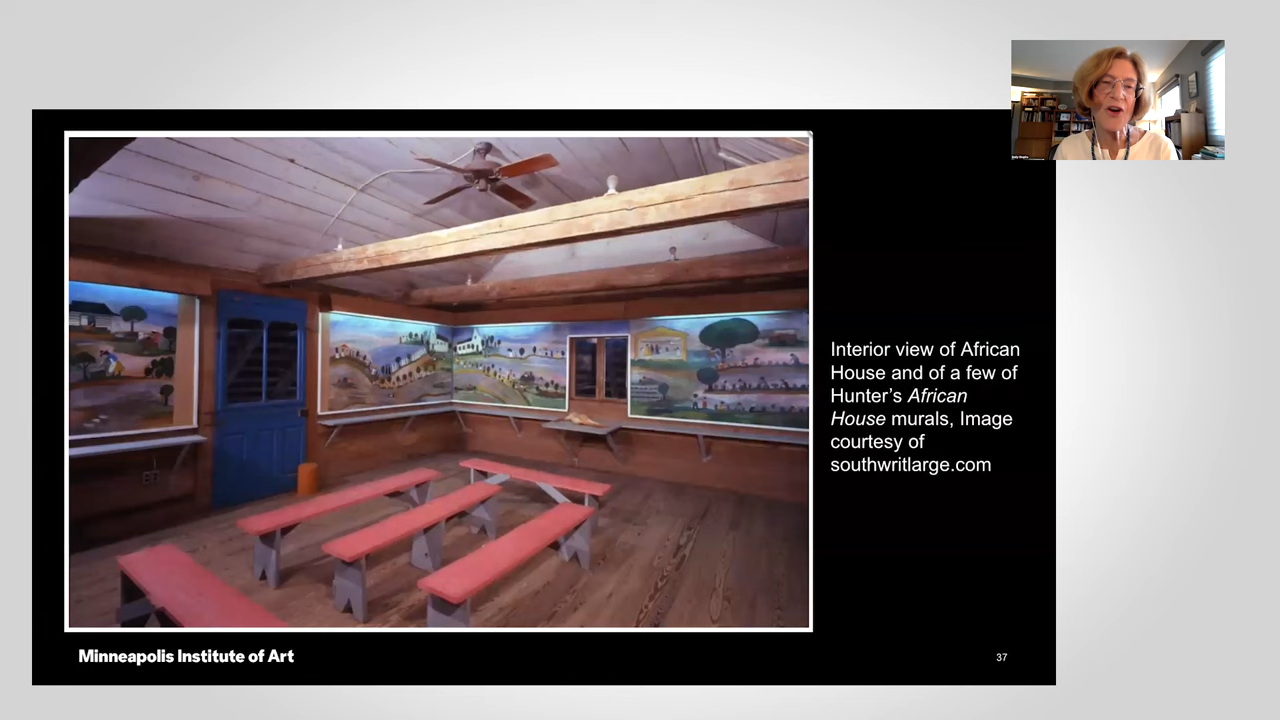 Interior view of African
House and of a few of
Hunter's African
House murals, Image
courtesy of
southwritlarge.com
Minneapolis Institute of Art
37